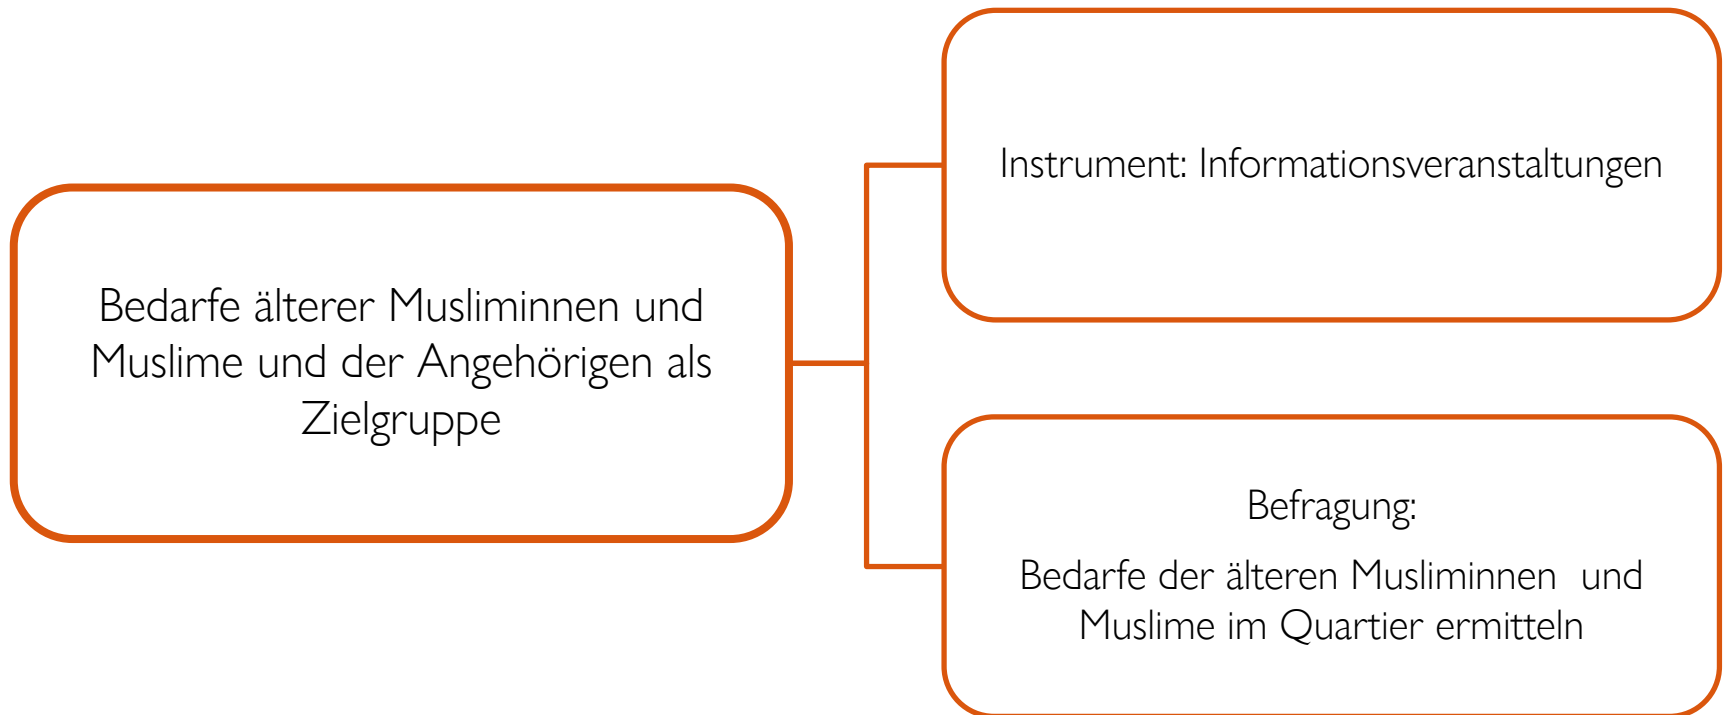 Bedarfe älterer Musliminnen und
Muslime und der Angehörigen als
Zielgruppe
Instrument: Informationsveranstaltungen
Befragung:
Bedarfe der älteren Musliminnen und
Muslime im Quartier ermitteln